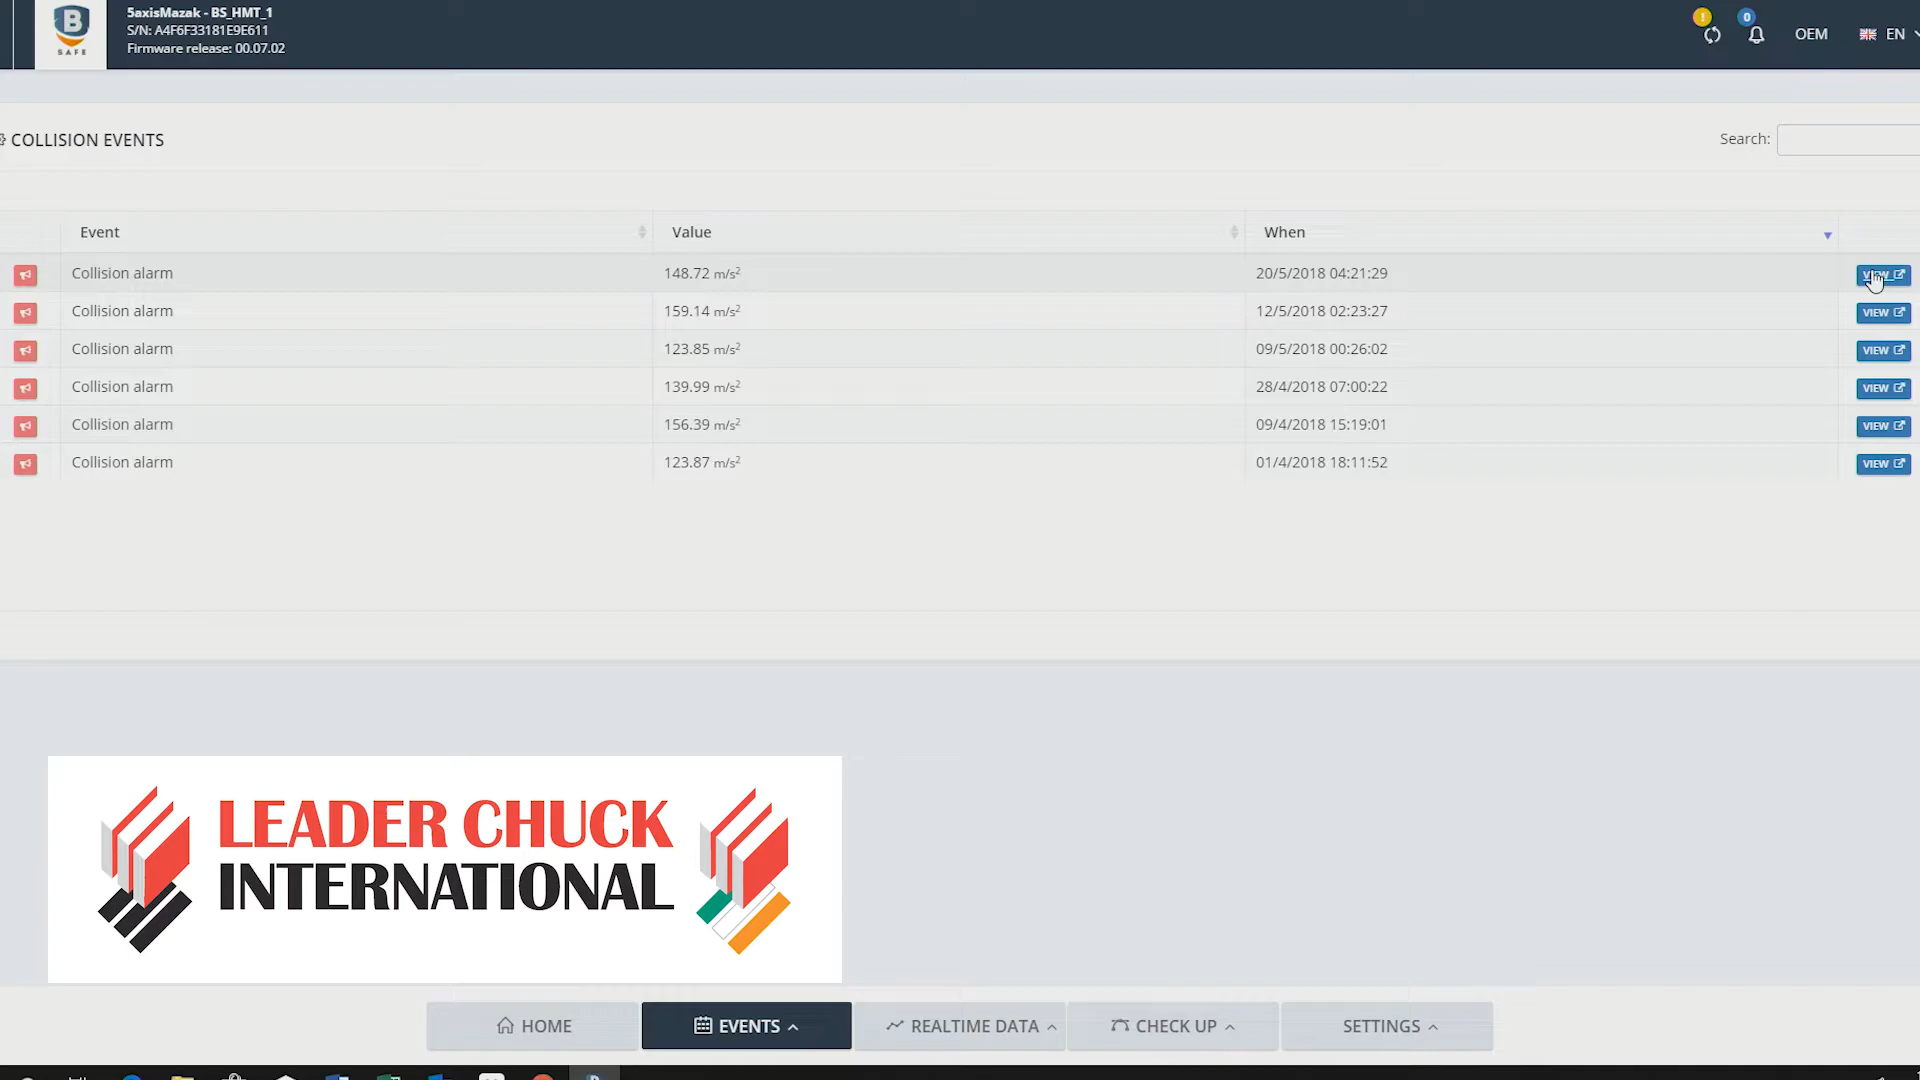 5axisMazak - BS_HMT_1
S/N: A4F6F33181E9E611
Firmware release: 00.07.02
B
SAFE
!
0
OEM
EN
COLLISION EVENTS
Search:
Event Value When
Collision alarm 148.72 m/s² 20/5/2018 04:21:29 VIEW
Collision alarm 159.14 m/s² 12/5/2018 02:23:27 VIEW
Collision alarm 123.85 m/s² 09/5/2018 00:26:02 VIEW
Collision alarm 139.99 m/s² 28/4/2018 07:00:22 VIEW
Collision alarm 156.39 m/s² 09/4/2018 15:19:01 VIEW
Collision alarm 123.87 m/s² 01/4/2018 18:11:52 VIEW
LEADER CHUCK
INTERNATIONAL
HOME EVENTS REALTIME DATA CHECK UP SETTINGS